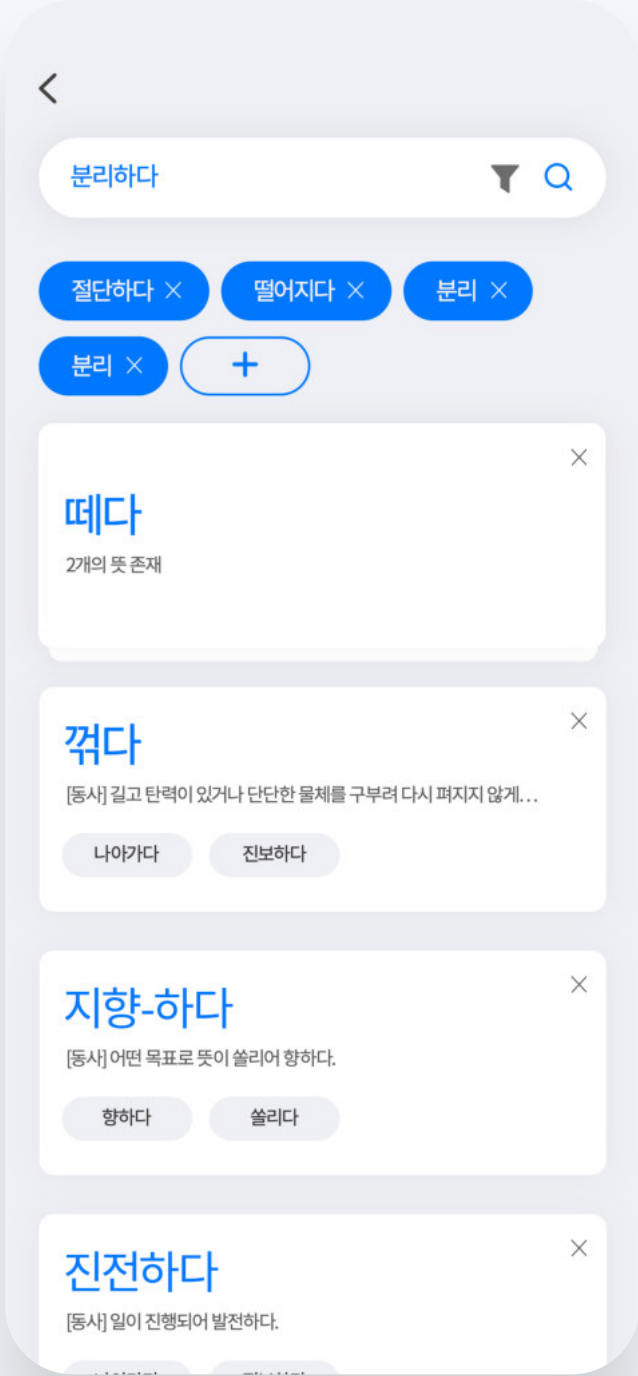 분리하다
절단하다 떨어지다 분리
분리
떼다
2개의 뜻 존재
꺾다
[동사] 길고 탄력이 있거나 단단한 물체를 구부려 다시 펴지지 않게…
나아가다 진보하다
지향-하다
[동사] 어떤 목표로 뜻이 쏠리어 향하다.
향하다 쏠리다
진전하다
[동사] 일이 진행되어 발전하다.